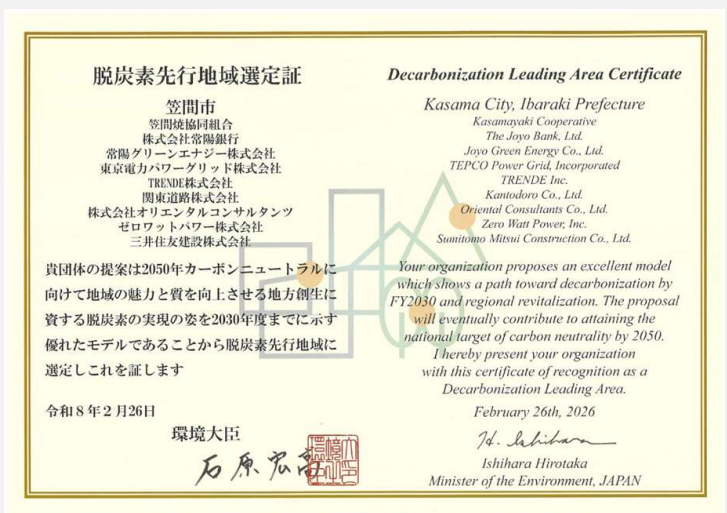 脱炭素先行地域選定証
笠間市
笠間焼協同組合
株式会社常陽銀行
常陽グリーンエナジー株式会社
東京電力パワーグリッド株式会社
TRENDE株式会社
関東道路株式会社
株式会社オリエンタルコンサルタンツ
ゼロワットパワー株式会社
三井住友建設株式会社
貴団体の提案は2050年カーボンニュートラルに
向けて地域の魅力と質を向上させる地方創生に
資する脱炭素の実現の姿を2030年度までに示す
優れたモデルであることから脱炭素先行地域に
選定しこれを証します
令和8年2月26日
環境大臣
石原宏高
Decarbonization Leading Area Certificate
Kasama City, Ibaraki Prefecture
Kasamayaki Cooperative
The Joyo Bank, Ltd.
Joyo Green Energy Co., Ltd.
TEPCO Power Grid, Incorporated
TRENDE Inc.
Kantodoro Co., Ltd.
Oriental Consultants Co., Ltd.
Zero Watt Power, Inc.
Sumitomo Mitsui Construction Co., Ltd.
Your organization proposes an excellent model
which shows a path toward decarbonization by
FY2030 and regional revitalization. The proposal
will eventually contribute to attaining the
national target of carbon neutrality by 2050.
I hereby present your organization
with this certificate of recognition as a
Decarbonization Leading Area.
February 26th, 2026
H. Ishihara
Ishihara Hirotaka
Minister of the Environment, JAPAN